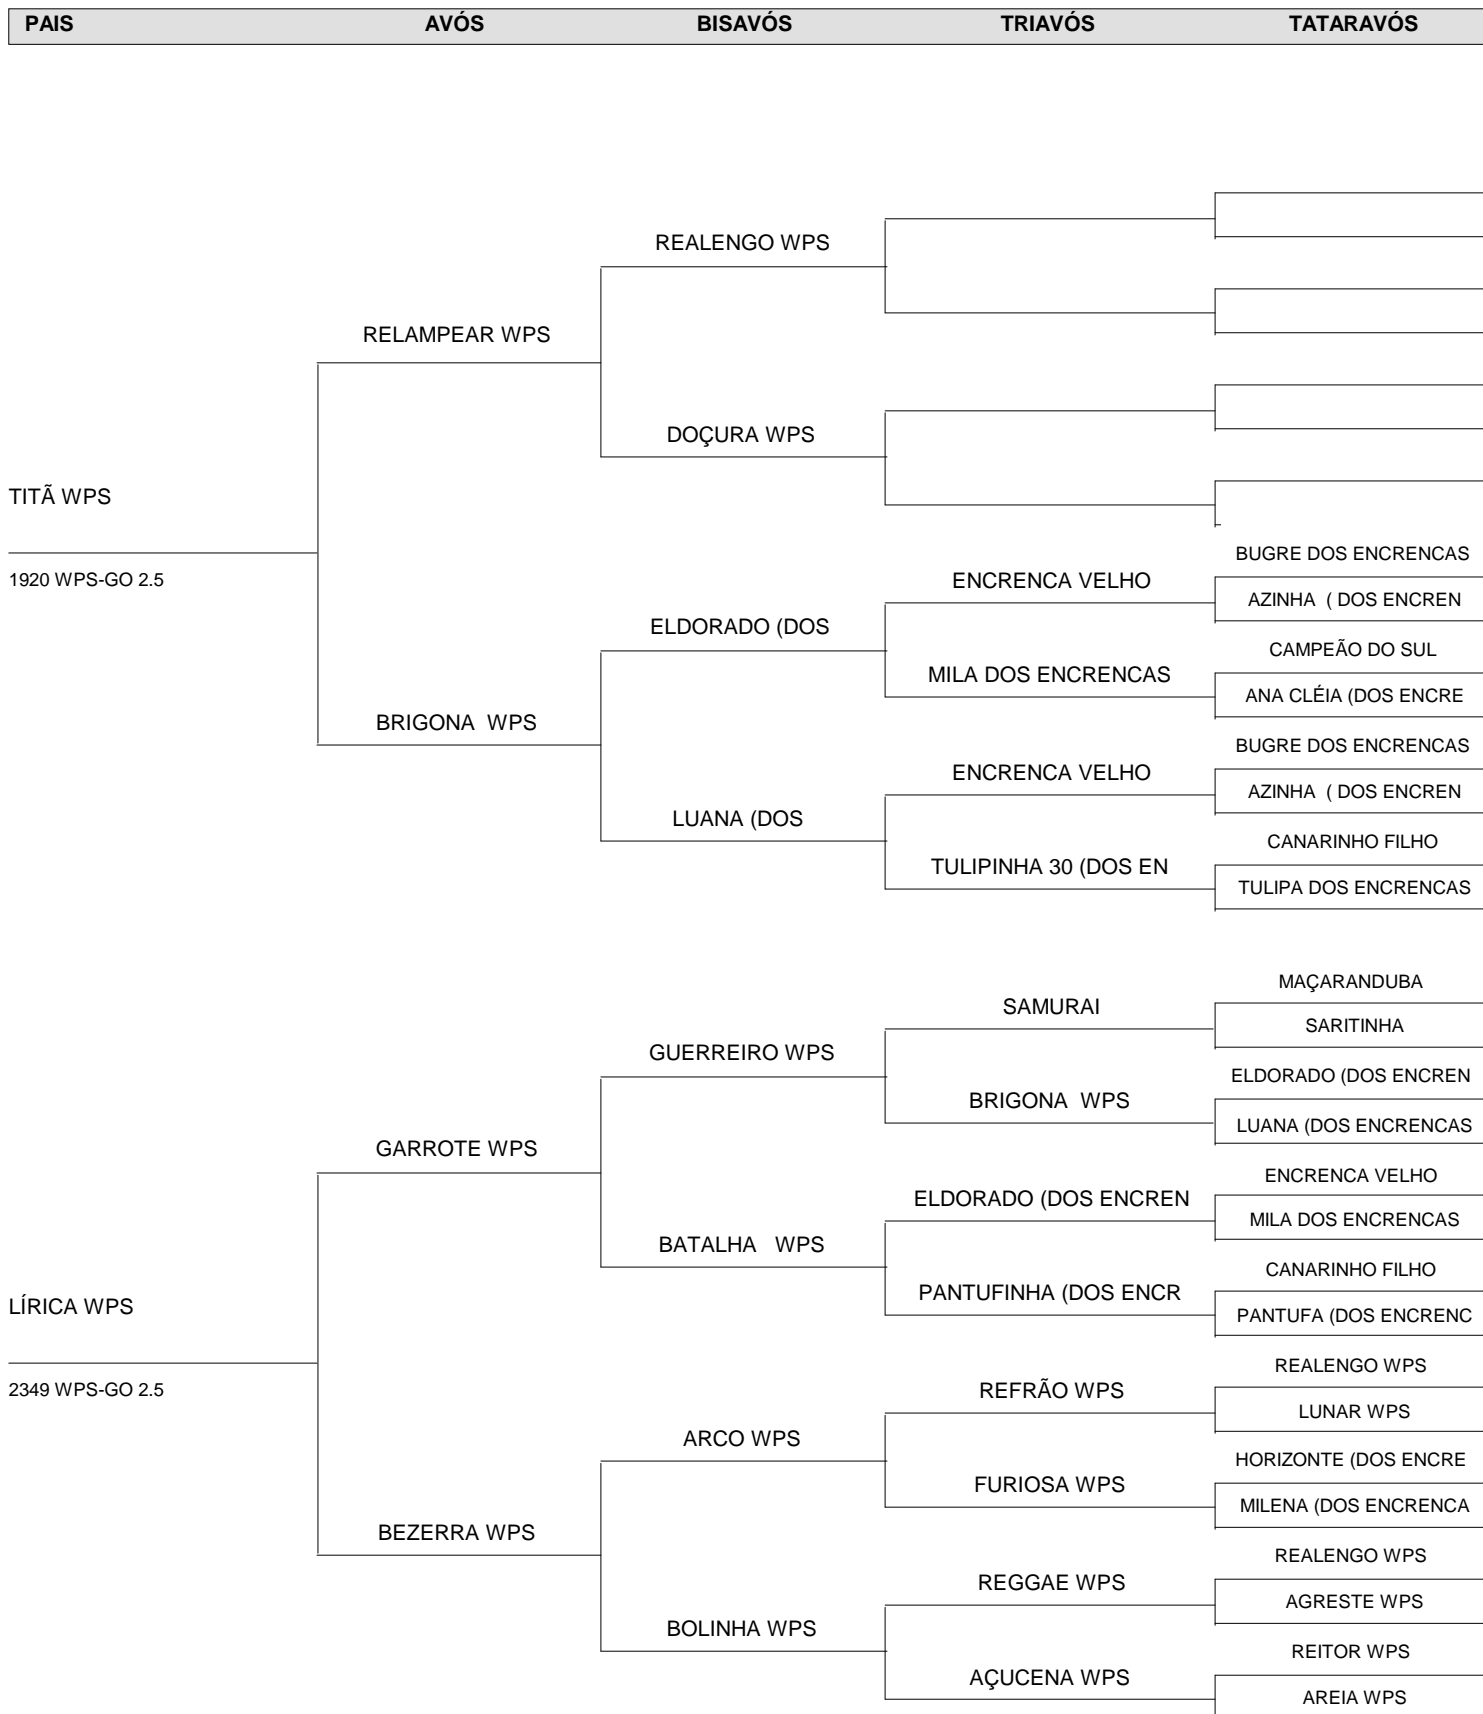 PAIS AVÓS BISAVÓS TRIAVÓS TATARAVÓS
REALENGO WPS
RELAMPEAR WPS
DOÇURA WPS
TITÃ WPS
1920 WPS-GO 2.5
BUGRE DOS ENCRENCAS
ENCRENCA VELHO
AZINHA ( DOS ENCREN
ELDORADO (DOS
CAMPEÃO DO SUL
MILA DOS ENCRENCAS
ANA CLÉIA (DOS ENCRE
BRIGONA WPS
BUGRE DOS ENCRENCAS
ENCRENCA VELHO
AZINHA ( DOS ENCREN
LUANA (DOS
CANARINHO FILHO
TULIPINHA 30 (DOS EN
TULIPA DOS ENCRENCAS
MAÇARANDUBA
SAMURAI
SARITINHA
GUERREIRO WPS
ELDORADO (DOS ENCREN
BRIGONA WPS
LUANA (DOS ENCRENCAS
GARROTE WPS
ENCRENCA VELHO
ELDORADO (DOS ENCREN
MILA DOS ENCRENCAS
BATALHA WPS
CANARINHO FILHO
PANTUFINHA (DOS ENCR
PANTUFA (DOS ENCRENC
LÍRICA WPS
2349 WPS-GO 2.5
REALENGO WPS
REFRÃO WPS
LUNAR WPS
ARCO WPS
HORIZONTE (DOS ENCRE
FURIOSA WPS
MILENA (DOS ENCRENCA
BEZERRA WPS
REALENGO WPS
REGGAE WPS
AGRESTE WPS
BOLINHA WPS
REITOR WPS
AÇUCENA WPS
AREIA WPS